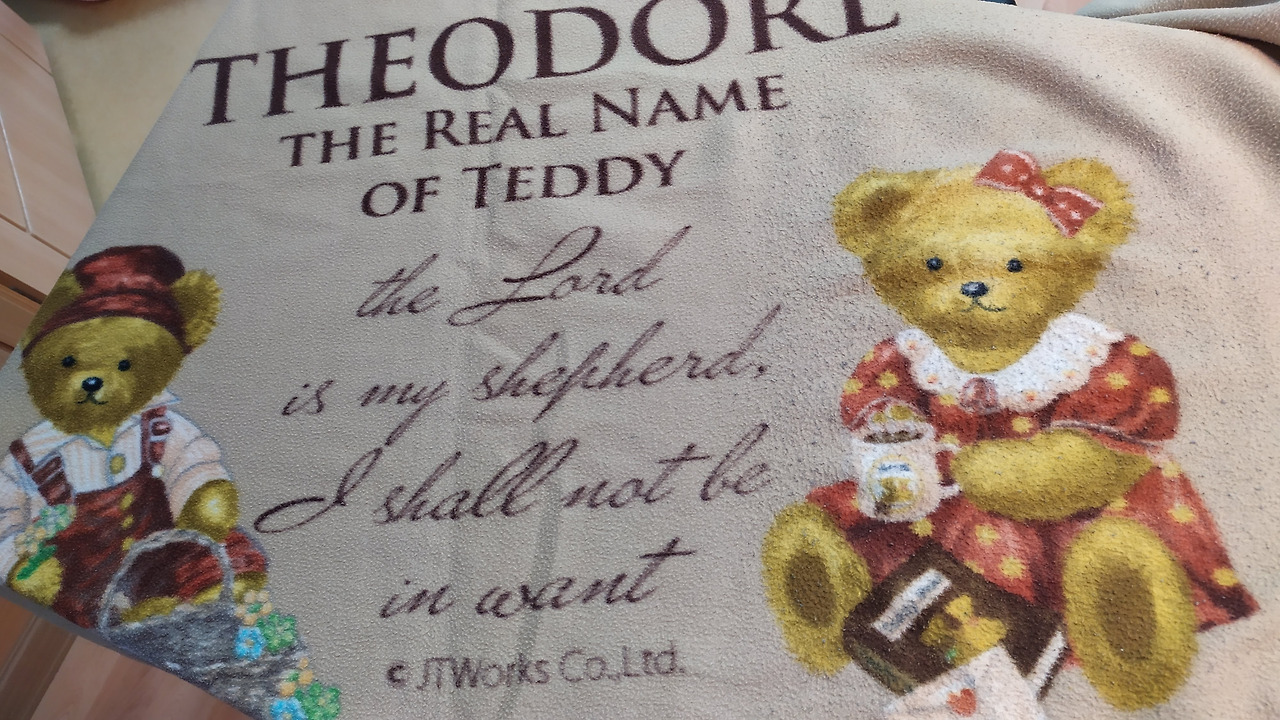 THEODORE
THE REAL NAME
OF TEDDY
the Lord
is my shepherd,
I shall not be
in want
© JTWorks Co.,Ltd.